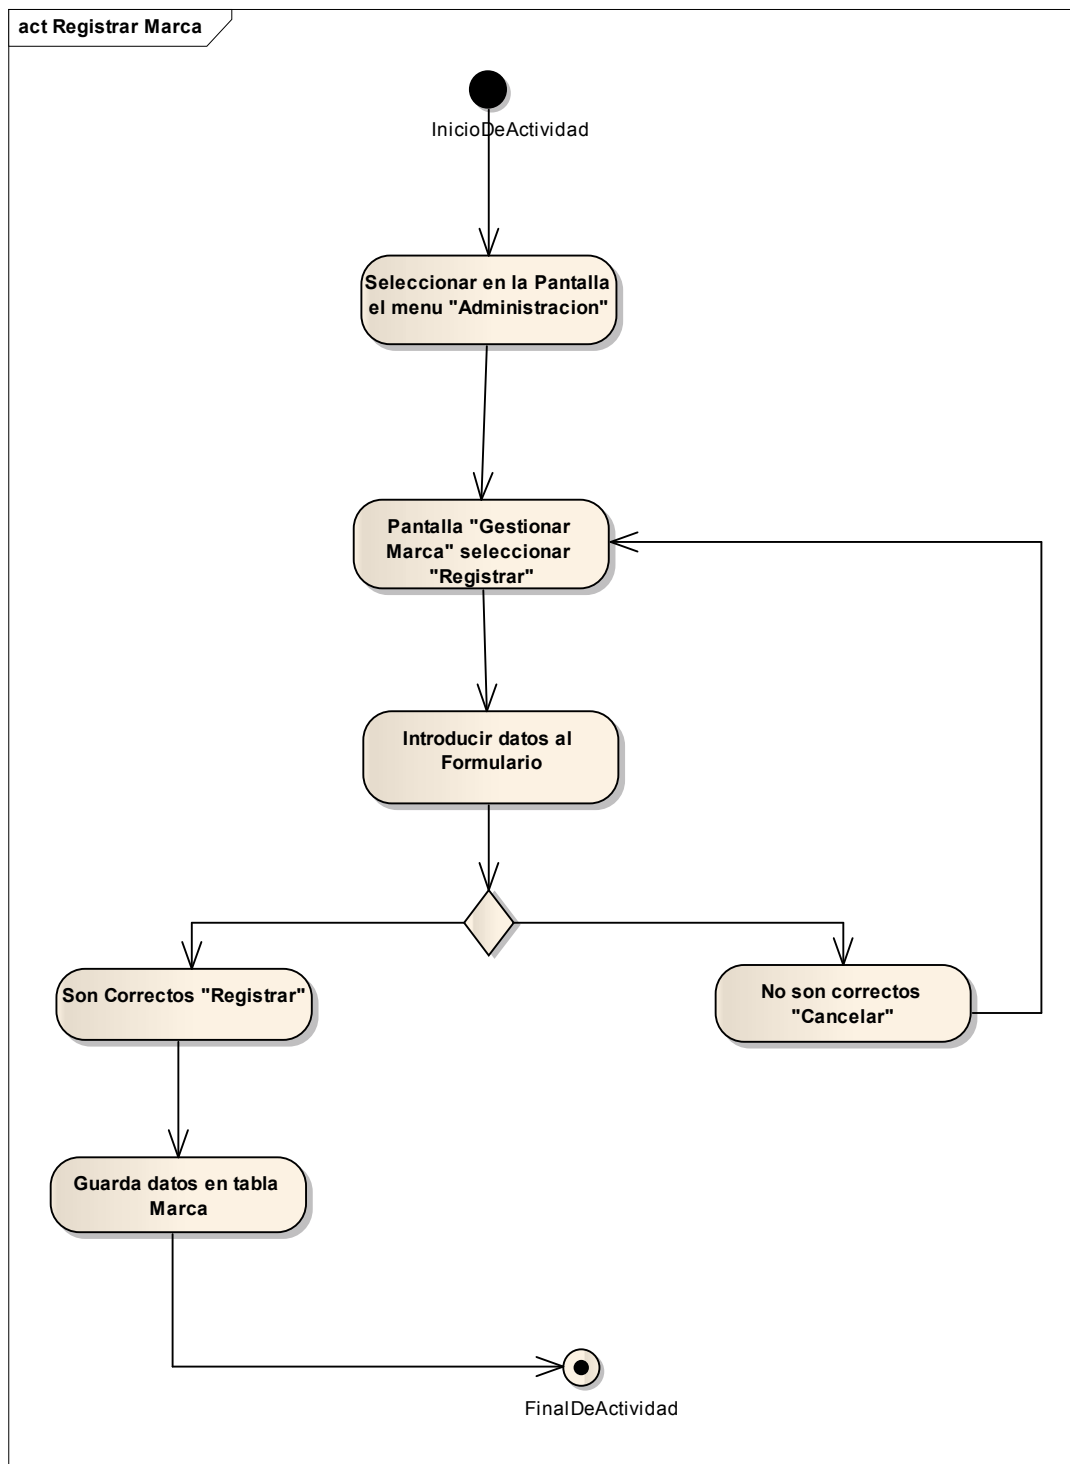 act Registrar Marca
InicioDeActividad
Seleccionar en la Pantalla
el menu "Administracion"
Pantalla "Gestionar
Marca" seleccionar
"Registrar"
Introducir datos al
Formulario
Son Correctos "Registrar"
No son correctos
"Cancelar"
Guarda datos en tabla
Marca
FinalDeActividad